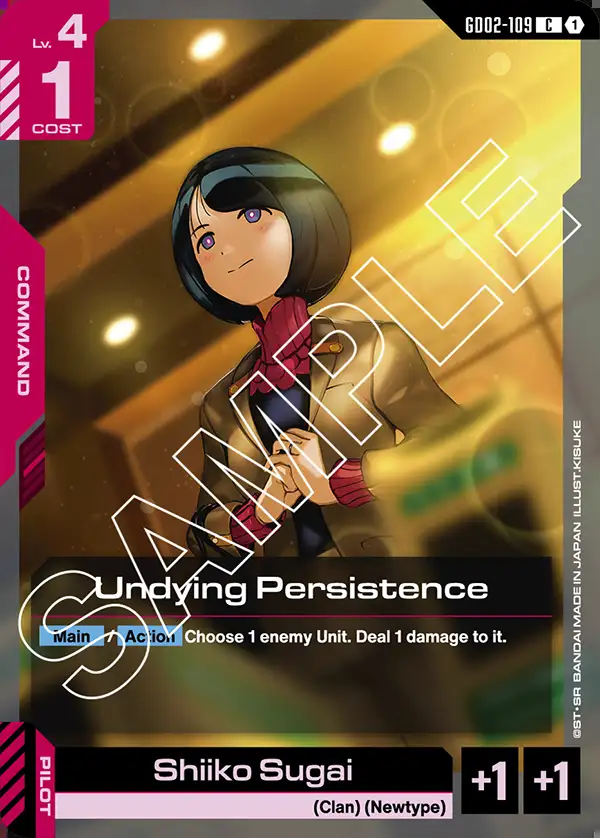 Lv. 4
1
COST
GD02-109 C 1
COMMAND
SAMPLE
Undying Persistence
Main / Action Choose 1 enemy Unit. Deal 1 damage to it.
©ST・SR BANDAI MADE IN JAPAN ILLUST.KISUKE
PILOT
Shiiko Sugai
(Clan) (Newtype)
+1 +1